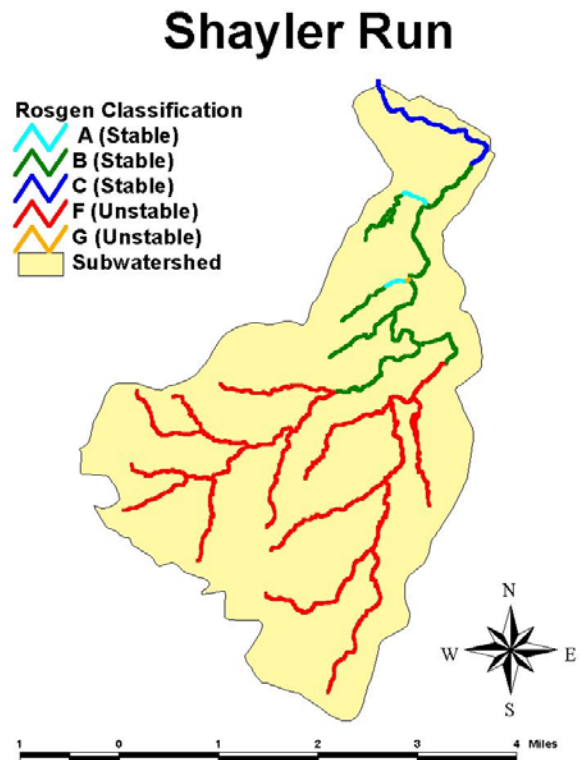 Shayler Run
Rosgen Classification
A (Stable)
B (Stable)
C (Stable)
F (Unstable)
G (Unstable)
Subwatershed
N
W E
S
1 0 1 2 3 4 Miles